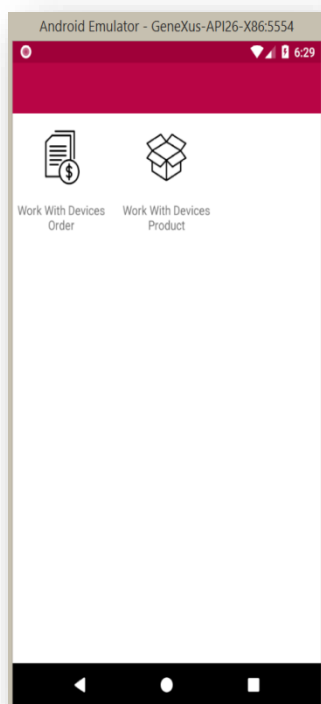 Android Emulator - GeneXus-API26-X86:5554
6:29
$
Work With Devices
Order
Work With Devices
Product